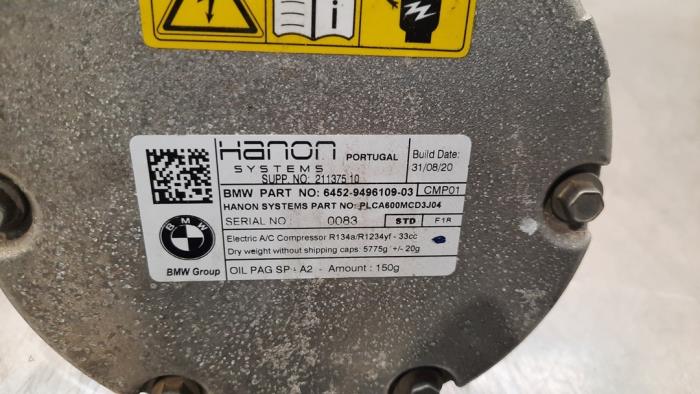 Hanon
SYSTEMS
PORTUGAL
Build Date:
31/08/20
SUPP. NO: 211375 10
BMW PART NO: 6452-9496109-03 CMP01
HANON SYSTEMS PART NO: PLCA600MCD3J04
SERIAL NO : 0083 STD F1R
Electric A/C Compressor R134a/R1234yf - 33cc
Dry weight without shipping caps: 5775g +/- 20g
OIL PAG SP - A2 - Amount : 150g
BMW
BMW Group
i